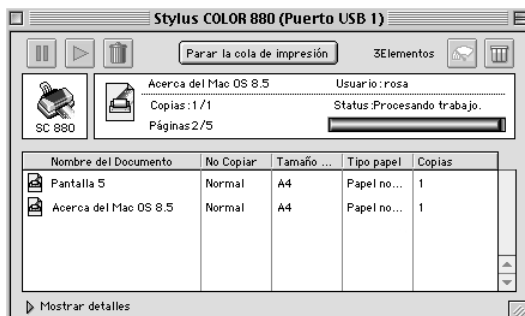 Stylus COLOR 880 (Puerto USB 1)
Parar la cola de impresión
3Elementos
Acerca del Mac OS 8.5
Usuario:rosa
Copias:1/1
Status:Procesando trabajo.
SC 880
Páginas2/5
Nombre del Documento No Copiar Tamaño ... Tipo papel Copias
Pantalla 5 Normal A4 Papel no... 1
Acerca del Mac OS 8.5 Normal A4 Papel no... 1
Mostrar detalles